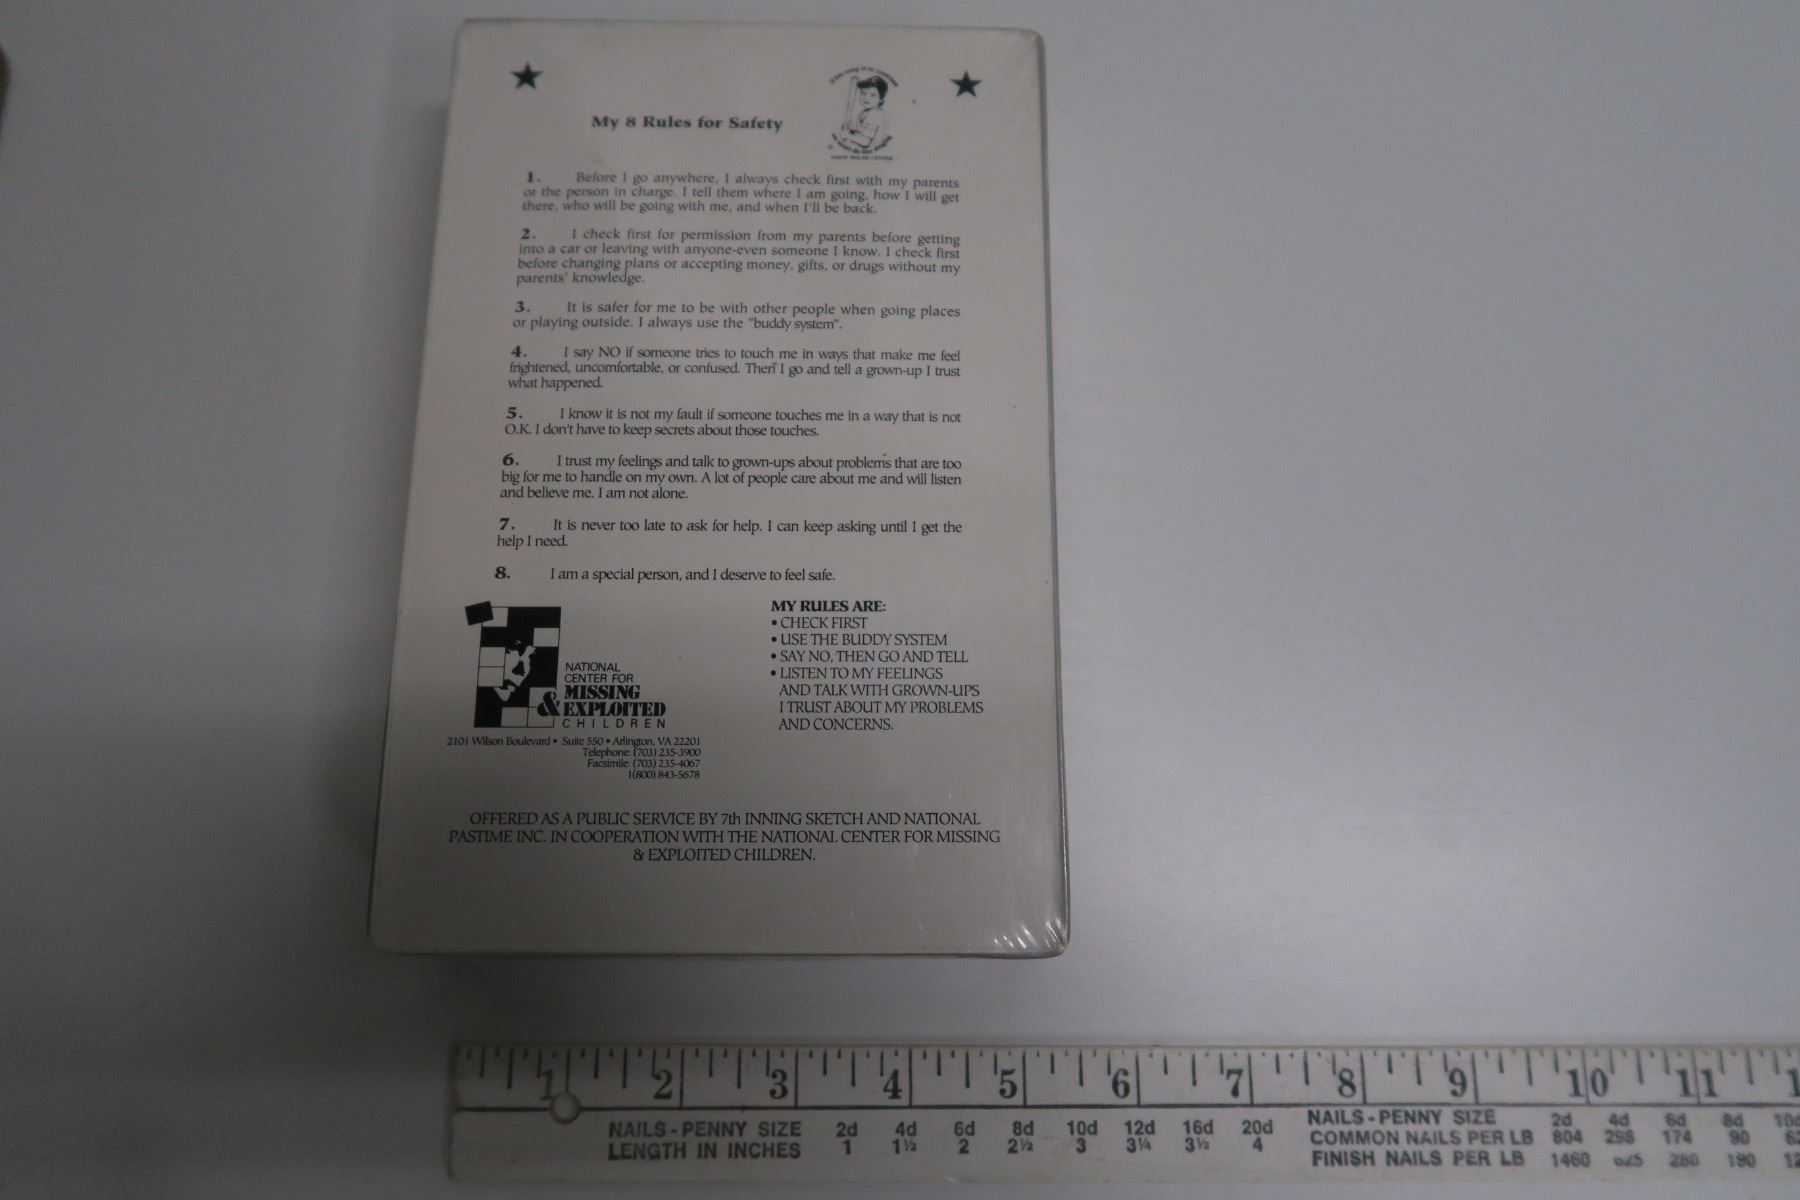 My 8 Rules for Safety
1. Before I go anywhere, I always check first with my parents
or the person in charge. I tell them where I am going, how I will get
there, who will be going with me, and when I'll be back.
2. I check first for permission from my parents before getting
into a car or leaving with anyone-even someone I know. I check first
before changing plans or accepting money, gifts, or drugs without my
parents' knowledge.
3. It is safer for me to be with other people when going places
or playing outside. I always use the "buddy system".
4. I say NO if someone tries to touch me in ways that make me feel
frightened, uncomfortable, or confused. Then I go and tell a grown-up I trust
what happened.
5. I know it is not my fault if someone touches me in a way that is not
O.K. I don't have to keep secrets about those touches.
6. I trust my feelings and talk to grown-ups about problems that are too
big for me to handle on my own. A lot of people care about me and will listen
and believe me. I am not alone.
7. It is never too late to ask for help. I can keep asking until I get the
help I need.
8. I am a special person, and I deserve to feel safe.
NATIONAL
CENTER FOR
MISSING
& EXPLOITED
CHILDREN
2101 Wilson Boulevard • Suite 550 • Arlington, VA 22201
Telephone: (703) 235-3900
Facsimile: (703) 235-4067
1(800) 843-5678
MY RULES ARE:
• CHECK FIRST
• USE THE BUDDY SYSTEM
• SAY NO, THEN GO AND TELL
• LISTEN TO MY FEELINGS
AND TALK WITH GROWN-UPS
I TRUST ABOUT MY PROBLEMS
AND CONCERNS.
OFFERED AS A PUBLIC SERVICE BY 7th INNING SKETCH AND NATIONAL
PASTIME INC. IN COOPERATION WITH THE NATIONAL CENTER FOR MISSING
& EXPLOITED CHILDREN.
1 2 3 4 5 6 7 8 9 10 11 1
NAILS - PENNY SIZE 2d 4d 6d 8d 10d 12d 16d 20d
LENGTH IN INCHES 1 1½ 2 2½ 3 3¼ 3½ 4
NAILS - PENNY SIZE 2d 4d 6d 8d 10d
COMMON NAILS PER LB 804 296 174 90 6
FINISH NAILS PER LB 1460 625 280 190 12